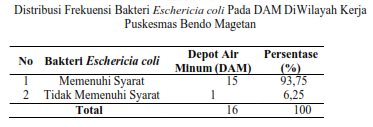 Distribusi Frekuensi Bakteri Eschericia coli Pada DAM DiWilayah Kerja
Puskesmas Bendo Magetan
No Bakteri Eschericia coli Depot Air Minum (DAM) Persentase (%)
1 Memenuhi Syarat 15 93,75
2 Tidak Memenuhi Syarat 1 6,25
Total 16 100